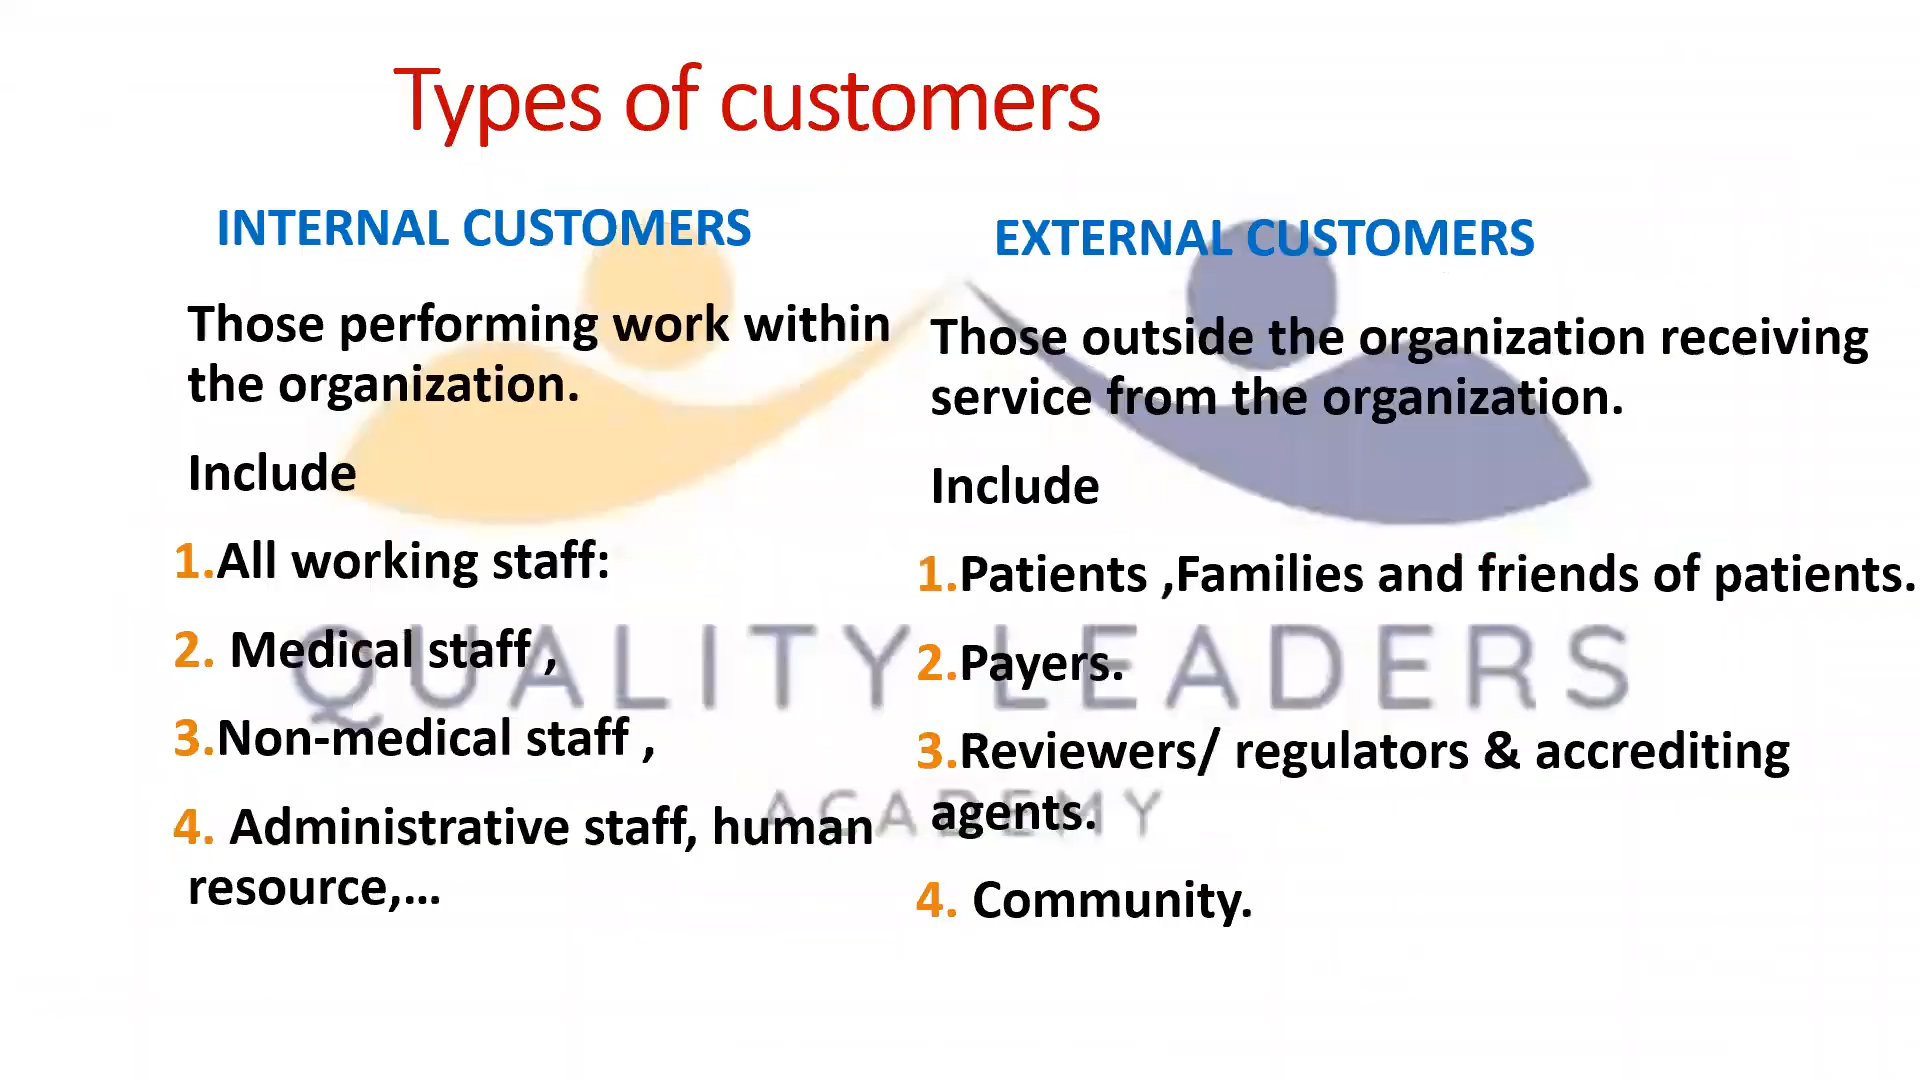 Types of customers
INTERNAL CUSTOMERS
Those performing work within
the organization.
Include
1.All working staff:
2. Medical staff ,
3.Non-medical staff ,
4. Administrative staff, human
resource,...
EXTERNAL CUSTOMERS
Those outside the organization receiving
service from the organization.
Include
1.Patients ,Families and friends of patients.
2.Payers.
3.Reviewers/ regulators & accrediting
agents.
4. Community.
QUALITY LEADERS
ACADEMY